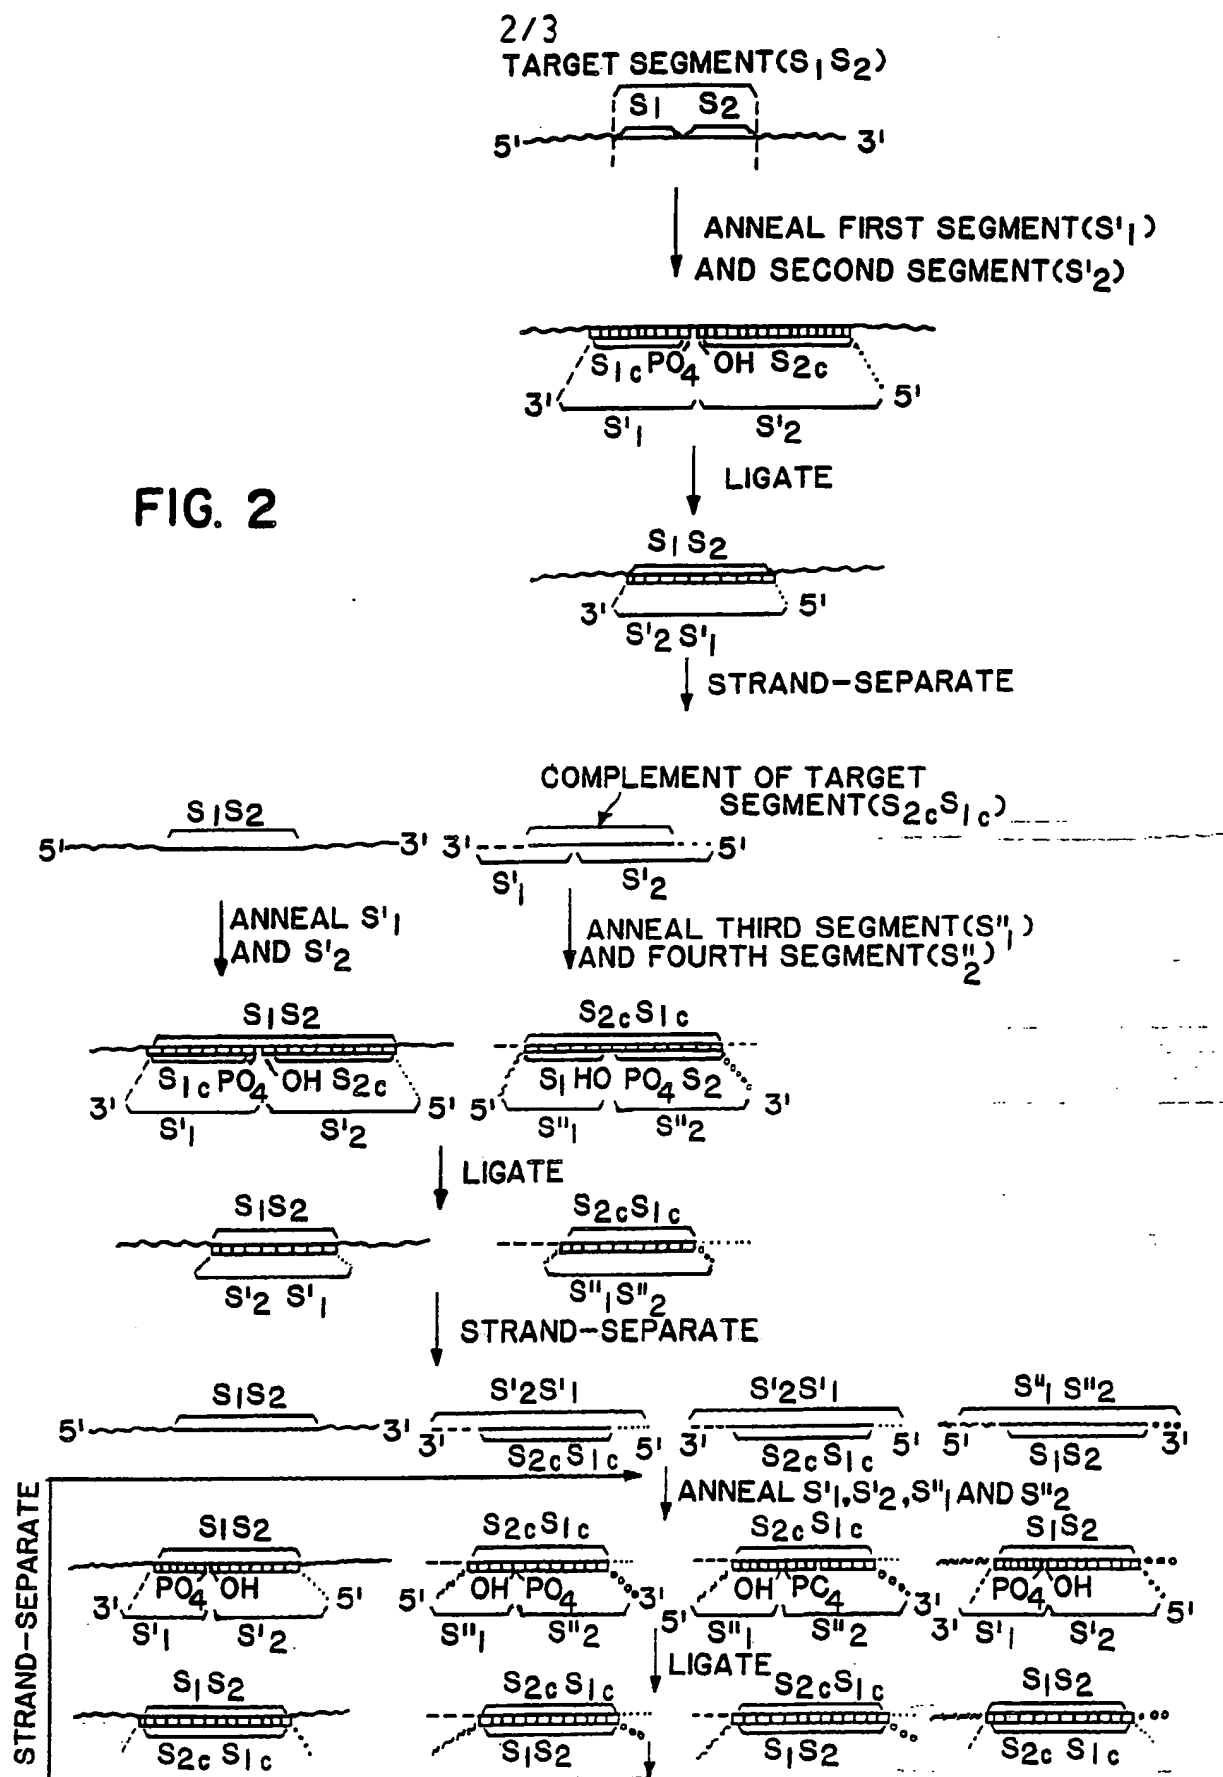 2/3
TARGET SEGMENT(S1S2)
S1 S2
5' 3'
ANNEAL FIRST SEGMENT(S'1)
AND SECOND SEGMENT(S'2)
S1c PO4 OH S2c
3' 5'
S'1 S'2
LIGATE
FIG. 2
S1S2
3' 5'
S'2 S'1
STRAND-SEPARATE
COMPLEMENT OF TARGET
SEGMENT(S2cS1c)
S1S2
5' 3' 3' 5'
S'1 S'2
ANNEAL S'1
AND S'2
ANNEAL THIRD SEGMENT(S"1)
AND FOURTH SEGMENT(S"2)
S1S2 S2cS1c
S1c PO4 OH S2c S1 HO PO4 S2
3' 5' 5' 3'
S'1 S'2 S"1 S"2
LIGATE
S1S2 S2cS1c
S'2 S'1 S"1S"2
STRAND-SEPARATE
S1S2 S'2S'1 S'2S'1 S"1 S"2
5' 3' 3' 5' 3' 5' 5' 3'
S2cS1c S2cS1c S1S2
ANNEAL S'1,S'2,S"1 AND S"2
STRAND-SEPARATE
S1S2 S2cS1c S2cS1c S1S2
PO4 OH OH PO4 OH PO4 PO4 OH
3' 5' 5' 3' 5' 3' 3' 5'
S'1 S'2 S"1 S"2 S"1 S"2 S'1 S'2
LIGATE
S1S2 S2cS1c S2cS1c S1S2
S2c S1c S1S2 S1S2 S2c S1c